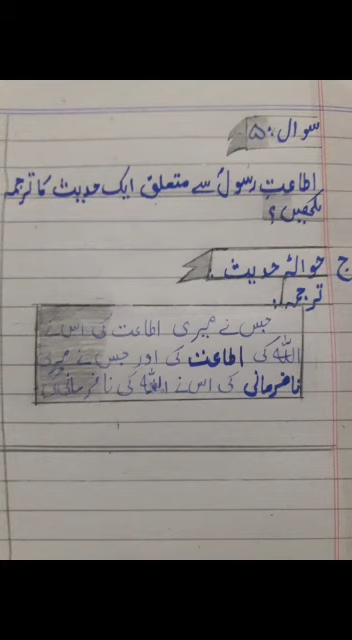 سوال: ۵
اطاعتِ رسولؐ سے متعلق ایک حدیث کا ترجمہ
لکھیں؟
ج حوالہ حدیث :
ترجمہ :
جس نے میری اطاعت کی اس نے
اللہ کی اطاعت کی اور جس نے میری
نافرمانی کی اس نے اللہ کی نافرمانی کی